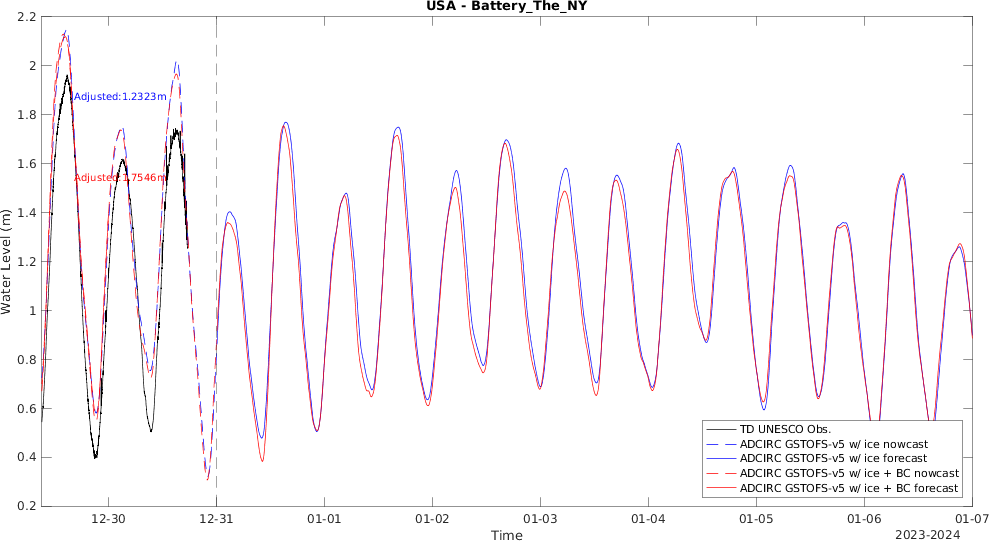 USA - Battery_The_NY
2.2
2
1.8
1.6
1.4
1.2
1
0.8
0.6
0.4
0.2
Water Level (m)
Adjusted:1.2323m
Adjusted:1.7546m
TD UNESCO Obs.
ADCIRC GSTOFS-v5 w/ ice nowcast
ADCIRC GSTOFS-v5 w/ ice forecast
ADCIRC GSTOFS-v5 w/ ice + BC nowcast
ADCIRC GSTOFS-v5 w/ ice + BC forecast
12-30 12-31 01-01 01-02 01-03 01-04 01-05 01-06 01-07
Time
2023-2024